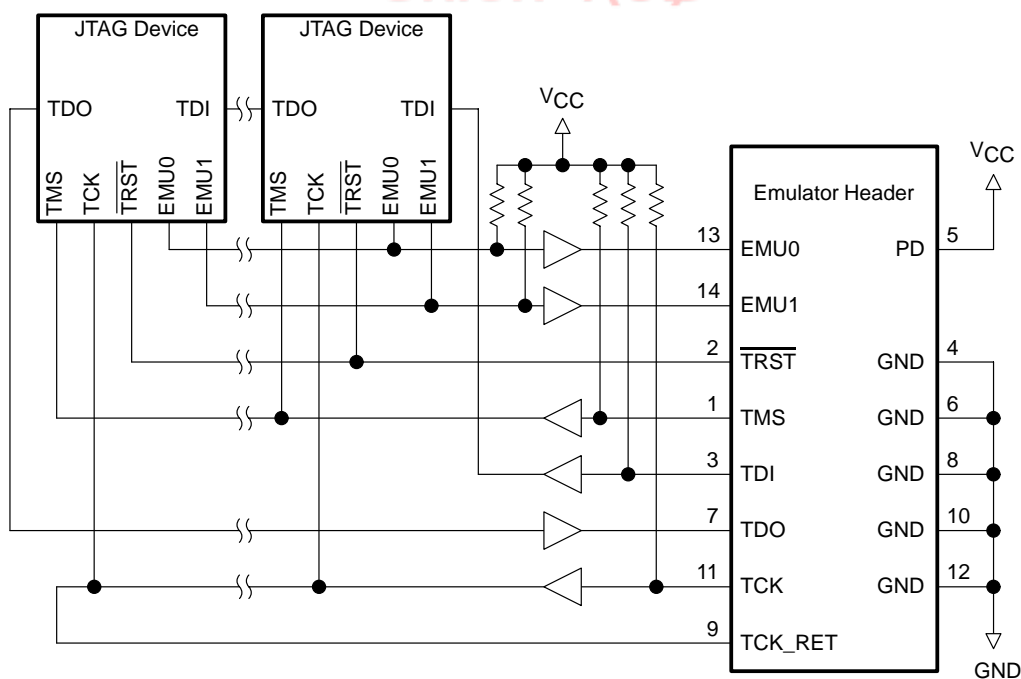 JTAG Device
JTAG Device
TDO
TDI
TDO
TDI
TMS
TCK
TRST
EMU0
EMU1
TMS
TCK
TRST
EMU0
EMU1
VCC
VCC
Emulator Header
13
EMU0
PD
5
14
EMU1
2
TRST
GND
4
1
TMS
GND
6
3
TDI
GND
8
7
TDO
GND
10
11
TCK
GND
12
9
TCK_RET
GND